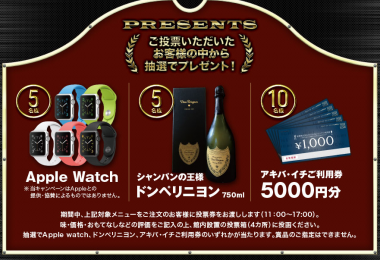 PRESENTS
ご投票いただいた
お客様の中から
抽選でプレゼント!
5名様
5名様
10名様
¥1,000
Apple Watch
※当キャンペーンはAppleとの
提供・協賛によるものではありません。
シャンパンの王様
ドンペリニヨン 750ml
アキバ・イチご利用券
5000円分
期間中、上記対象メニューをご注文のお客様に投票券をお渡します(11:00〜17:00)。
味・価格・おもてなしなどの評価をご記入の上、館内設置の投票箱(4カ所)に投函ください。
抽選でApple watch、ドンペリニヨン、アキバ・イチご利用券のいずれかが当たります。賞品のご指定はできません。